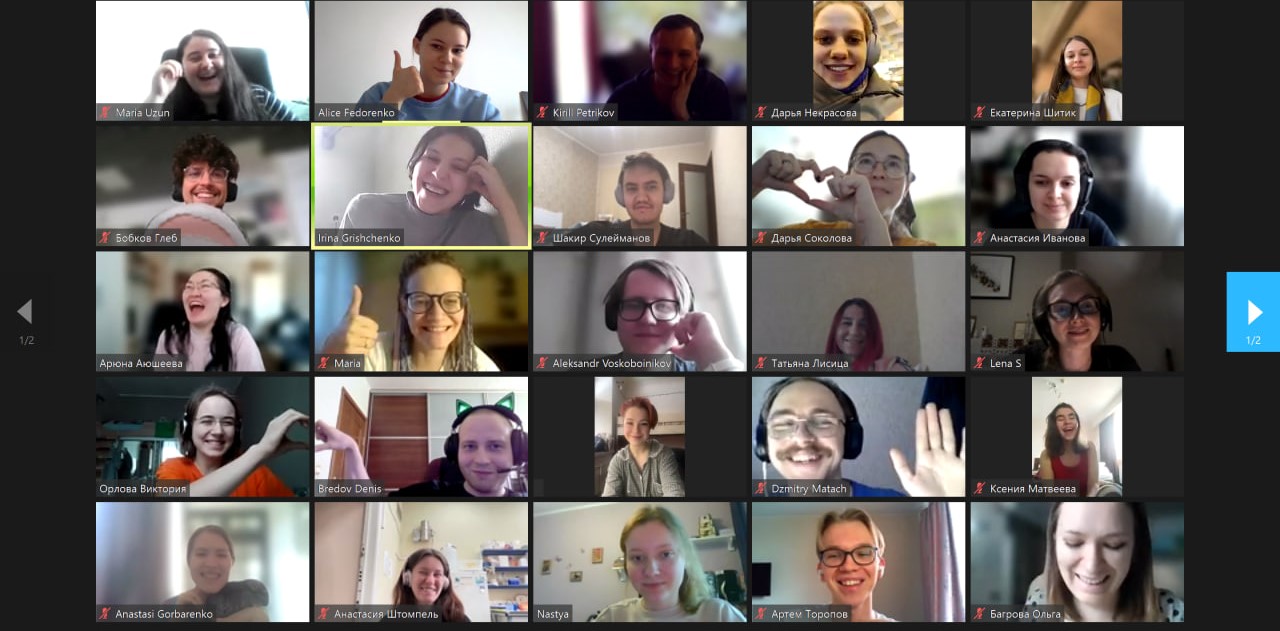 Maria Uzun
Alice Fedorenko
Kirill Petrikov
Дарья Некрасова
Екатерина Шитик
Бобков Глеб
Irina Grishchenko
Шакир Сулейманов
Дарья Соколова
Анастасия Иванова
1/2
1/2
Арюна Аюшеева
Maria
Aleksandr Voskoboinikov
Татьяна Лисица
Lena S
Орлова Виктория
Bredov Denis
Dzmitry Matach
Ксения Матвеева
Anastasi Gorbarenko
Анастасия Штомпель
Nastya
Артем Торопов
Багрова Ольга